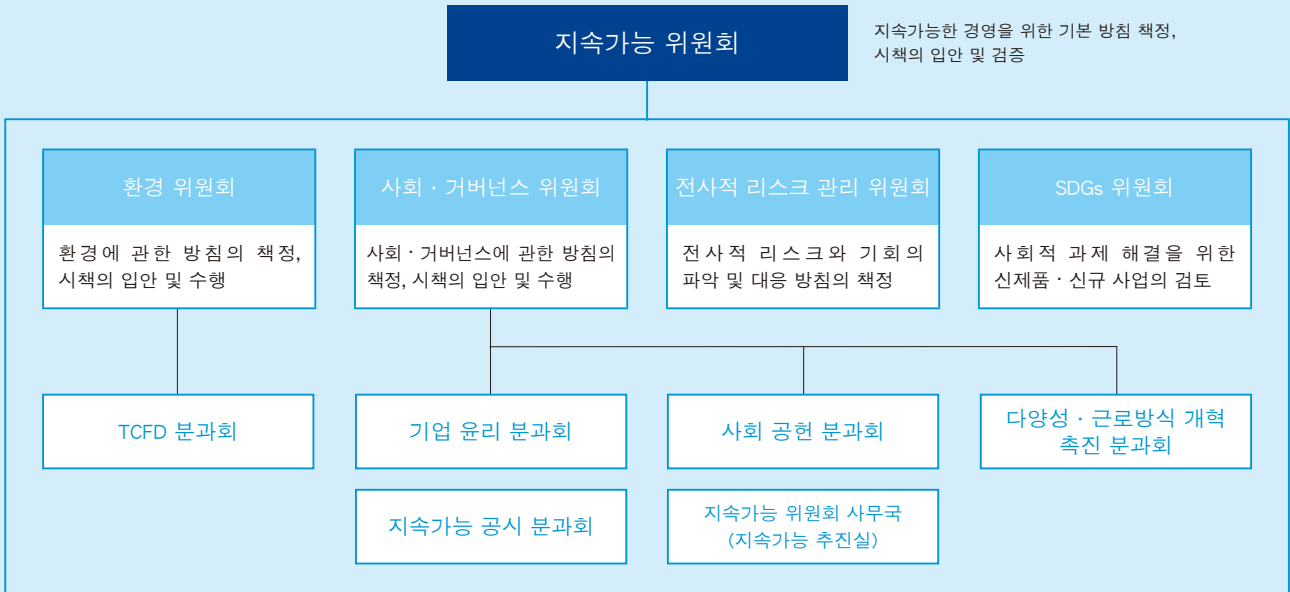 지속가능 위원회
지속가능한 경영을 위한 기본 방침 책정,
시책의 입안 및 검증
환경 위원회
환경에 관한 방침의 책정,
시책의 입안 및 수행
사회 · 거버넌스 위원회
사회 · 거버넌스에 관한 방침의
책정, 시책의 입안 및 수행
전사적 리스크 관리 위원회
전사적 리스크와 기회의
파악 및 대응 방침의 책정
SDGs 위원회
사회적 과제 해결을 위한
신제품 · 신규 사업의 검토
TCFD 분과회
기업 윤리 분과회
사회 공헌 분과회
다양성 · 근로방식 개혁
촉진 분과회
지속가능 공시 분과회
지속가능 위원회 사무국
(지속가능 추진실)